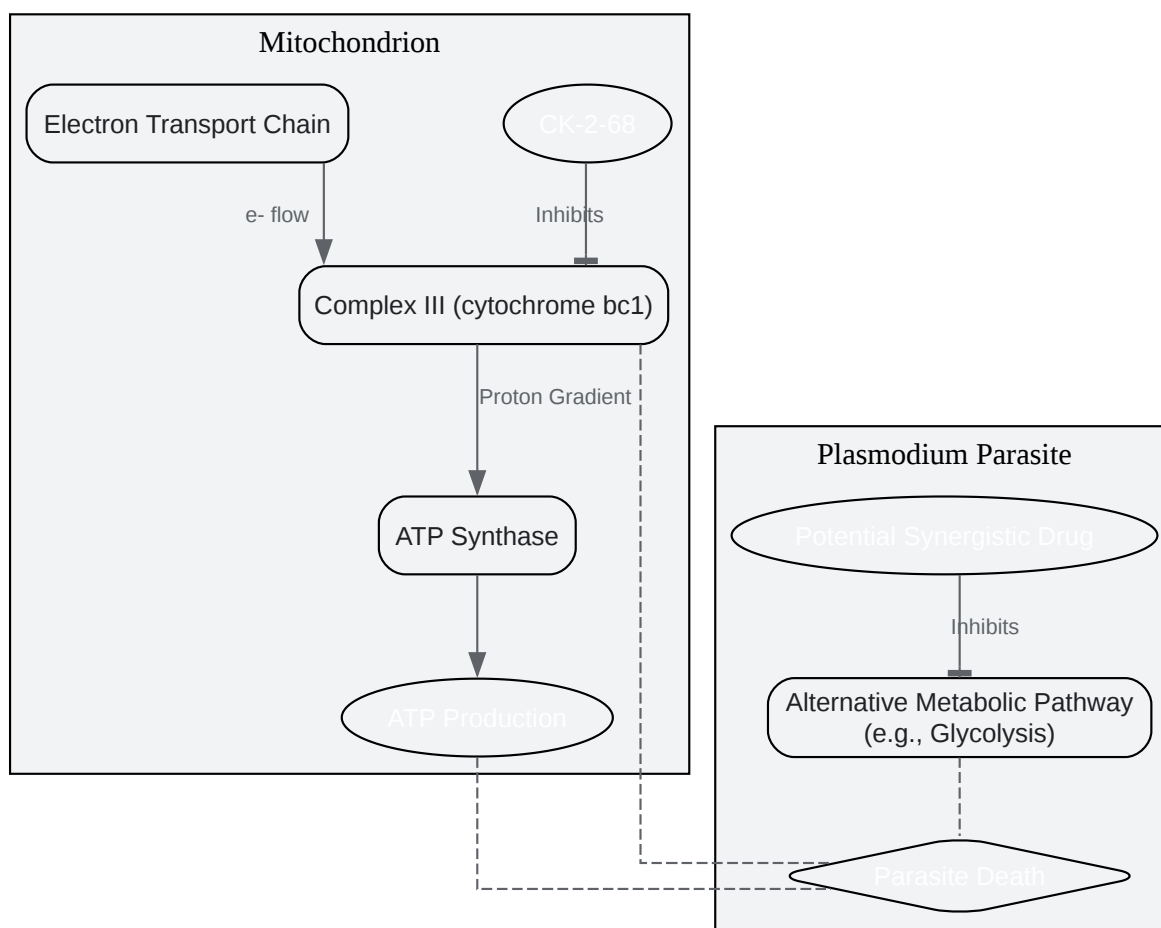 Mitochondrion
Electron Transport Chain
CK-2-68
e- flow
Inhibits
Complex III (cytochrome bc1)
Proton Gradient
ATP Synthase
ATP Production
Plasmodium Parasite
Potential Synergistic Drug
Inhibits
Alternative Metabolic Pathway
(e.g., Glycolysis)
Parasite Death